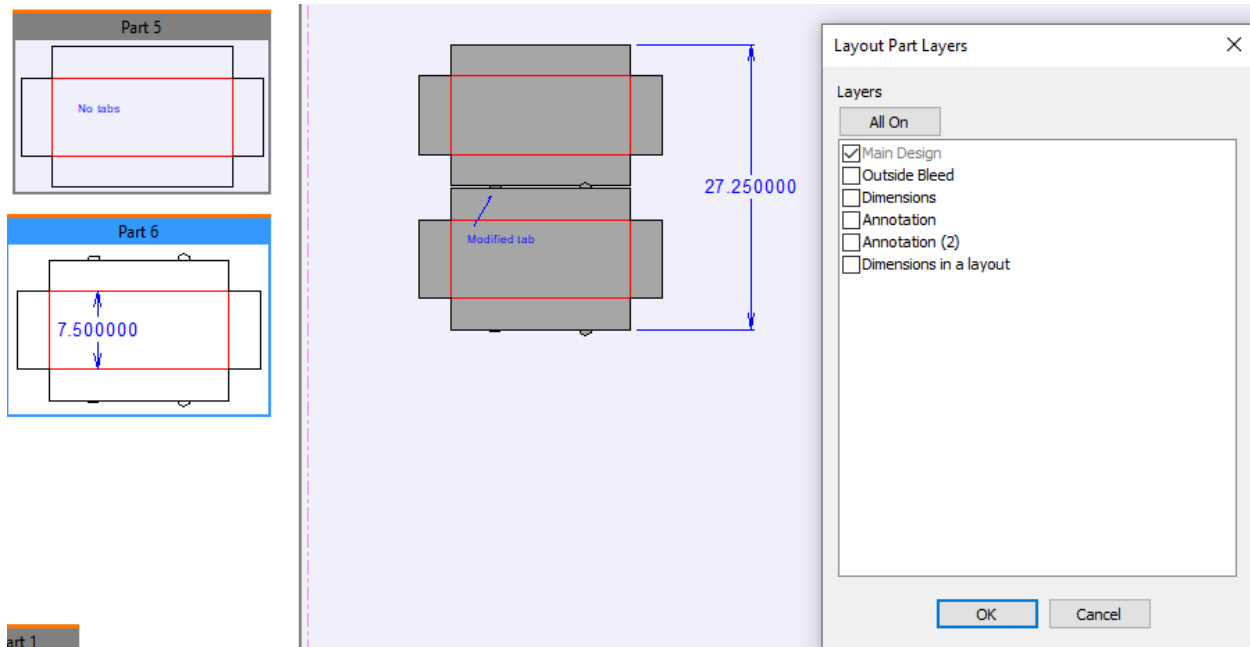 Part 5
No tabs
Part 6
7.500000
art 1
27.250000
Modified tab
Layout Part Layers
Layers
All On
Main Design
Outside Bleed
Dimensions
Annotation
Annotation (2)
Dimensions in a layout
OK
Cancel